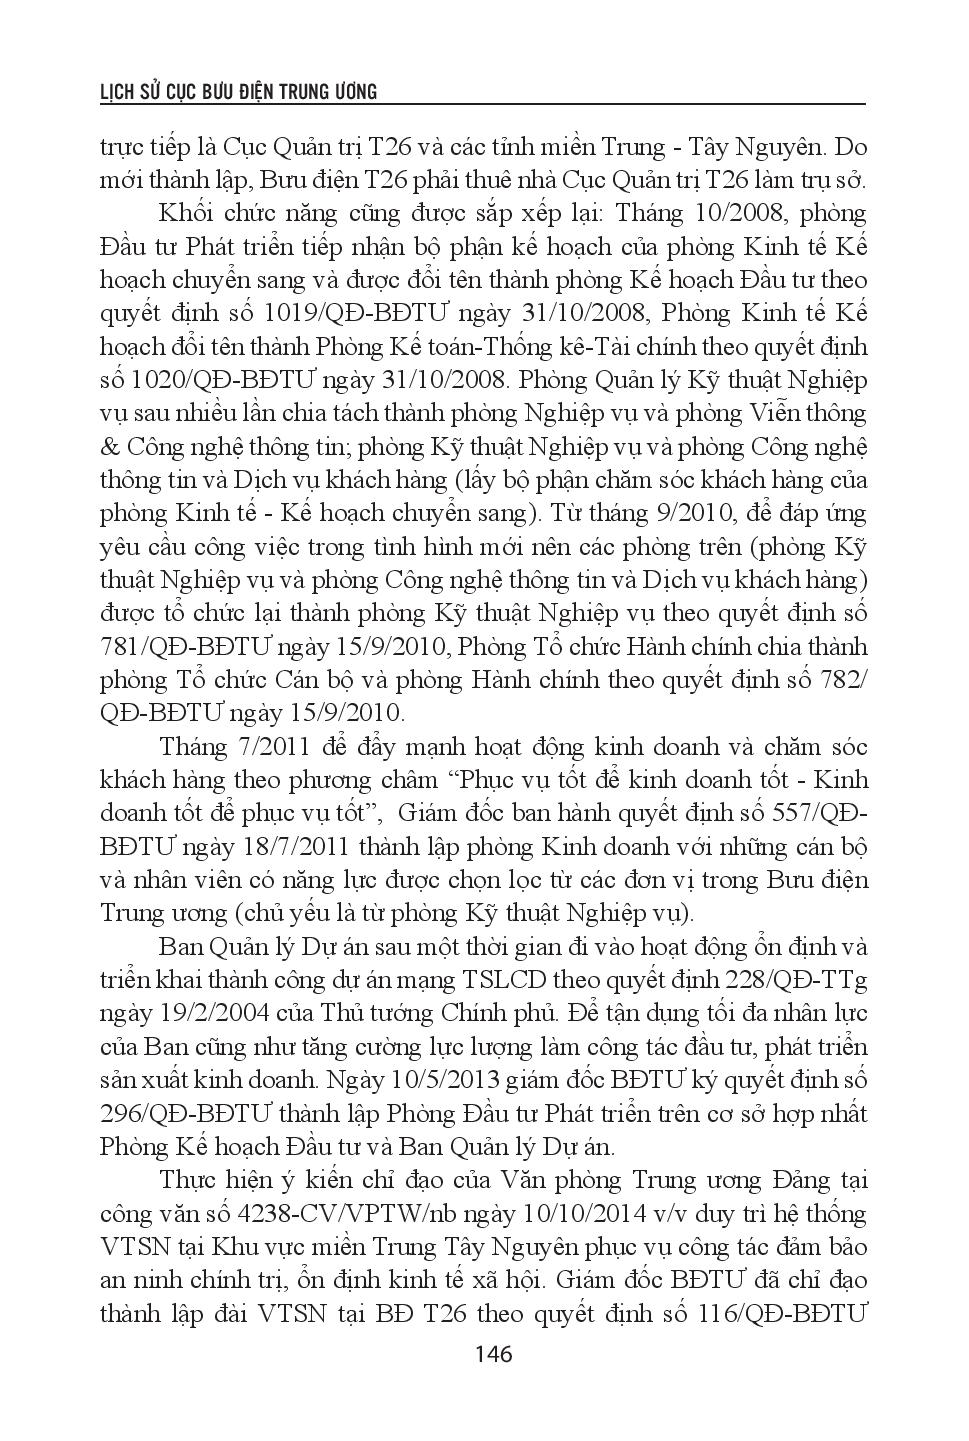 LỊCH SỬ CỤC BƯU ĐIỆN TRUNG ƯƠNG
trực tiếp là Cục Quản trị T26 và các tỉnh miền Trung - Tây Nguyên. Do
mới thành lập, Bưu điện T26 phải thuê nhà Cục Quản trị T26 làm trụ sở.
Khối chức năng cũng được sắp xếp lại: Tháng 10/2008, phòng
Đầu tư Phát triển tiếp nhận bộ phận kế hoạch của phòng Kinh tế Kế
hoạch chuyển sang và được đổi tên thành phòng Kế hoạch Đầu tư theo
quyết định số 1019/QĐ-BĐTƯ ngày 31/10/2008, Phòng Kinh tế Kế
hoạch đổi tên thành Phòng Kế toán-Thống kê-Tài chính theo quyết định
số 1020/QĐ-BĐTƯ ngày 31/10/2008. Phòng Quản lý Kỹ thuật Nghiệp
vụ sau nhiều lần chia tách thành phòng Nghiệp vụ và phòng Viễn thông
& Công nghệ thông tin; phòng Kỹ thuật Nghiệp vụ và phòng Công nghệ
thông tin và Dịch vụ khách hàng (lấy bộ phận chăm sóc khách hàng của
phòng Kinh tế - Kế hoạch chuyển sang). Từ tháng 9/2010, để đáp ứng
yêu cầu công việc trong tình hình mới nên các phòng trên (phòng Kỹ
thuật Nghiệp vụ và phòng Công nghệ thông tin và Dịch vụ khách hàng)
được tổ chức lại thành phòng Kỹ thuật Nghiệp vụ theo quyết định số
781/QĐ-BĐTƯ ngày 15/9/2010, Phòng Tổ chức Hành chính chia thành
phòng Tổ chức Cán bộ và phòng Hành chính theo quyết định số 782/
QĐ-BĐTƯ ngày 15/9/2010.
Tháng 7/2011 để đẩy mạnh hoạt động kinh doanh và chăm sóc
khách hàng theo phương châm “Phục vụ tốt để kinh doanh tốt - Kinh
doanh tốt để phục vụ tốt”,  Giám đốc ban hành quyết định số 557/QĐ-
BĐTƯ ngày 18/7/2011 thành lập phòng Kinh doanh với những cán bộ
và nhân viên có năng lực được chọn lọc từ các đơn vị trong Bưu điện
Trung ương (chủ yếu là từ phòng Kỹ thuật Nghiệp vụ).
Ban Quản lý Dự án sau một thời gian đi vào hoạt động ổn định và
triển khai thành công dự án mạng TSLCD theo quyết định 228/QĐ-TTg
ngày 19/2/2004 của Thủ tướng Chính phủ. Để tận dụng tối đa nhân lực
của Ban cũng như tăng cường lực lượng làm công tác đầu tư, phát triển
sản xuất kinh doanh. Ngày 10/5/2013 giám đốc BĐTƯ ký quyết định số
296/QĐ-BĐTƯ thành lập Phòng Đầu tư Phát triển trên cơ sở hợp nhất
Phòng Kế hoạch Đầu tư và Ban Quản lý Dự án.
Thực hiện ý kiến chỉ đạo của Văn phòng Trung ương Đảng tại
công văn số 4238-CV/VPTW/nb ngày 10/10/2014 v/v duy trì hệ thống
VTSN tại Khu vực miền Trung Tây Nguyên phục vụ công tác đảm bảo
an ninh chính trị, ổn định kinh tế xã hội. Giám đốc BĐTƯ đã chỉ đạo
thành lập đài VTSN tại BĐ T26 theo quyết định số 116/QĐ-BĐTƯ
146